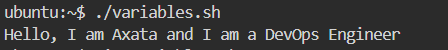 ubuntu:~$ ./variables.sh
Hello, I am Axata and I am a DevOps Engineer